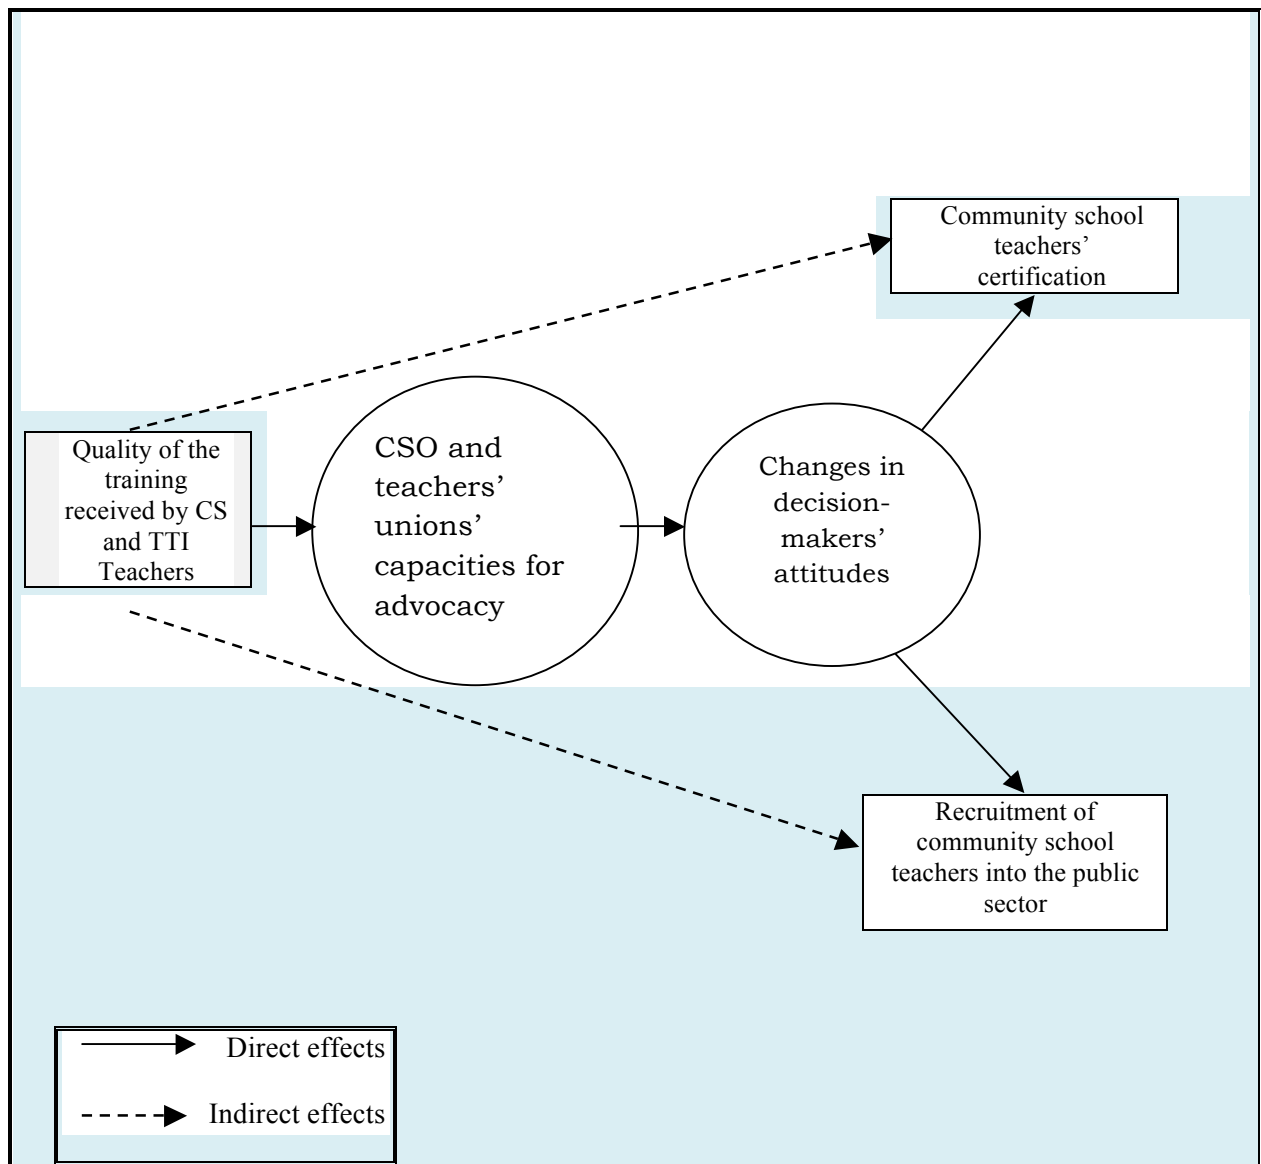 Community school
teachers’
certification
Quality of the
training
received by CS
and TTI
Teachers
CSO and
teachers’
unions’
capacities for
advocacy
Changes in
decision-
makers’
attitudes
Recruitment of
community school
teachers into the public
sector
Direct effects
Indirect effects